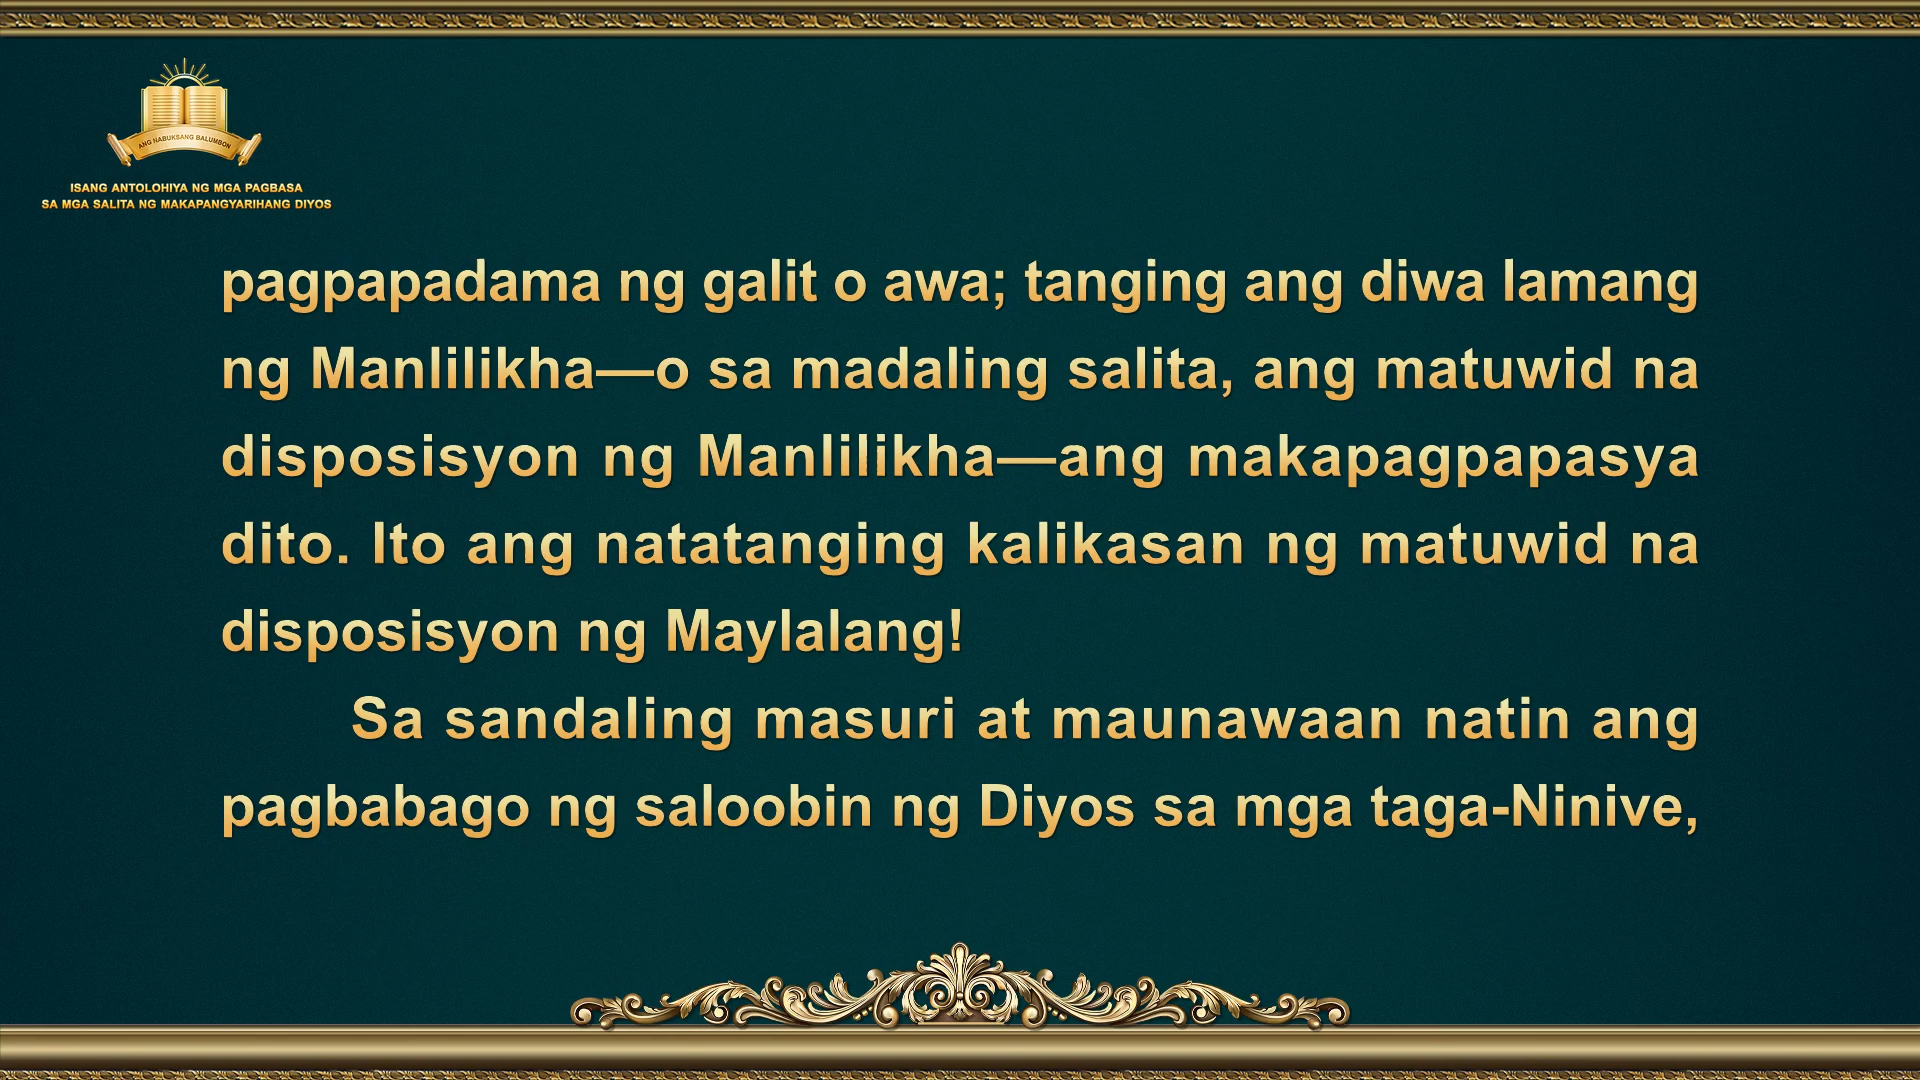 ANG NABUKSANG BALUMBON
ISANG ANTOLOHIYA NG MGA PAGBASA
SA MGA SALITA NG MAKAPANGYARIHANG DIYOS
pagpapadama ng galit o awa; tanging ang diwa lamang
ng Manlilikha—o sa madaling salita, ang matuwid na
disposisyon ng Manlilikha—ang makapagpapasya
dito. Ito ang natatanging kalikasan ng matuwid na
disposisyon ng Maylalang!
Sa sandaling masuri at maunawaan natin ang
pagbabago ng saloobin ng Diyos sa mga taga-Ninive,